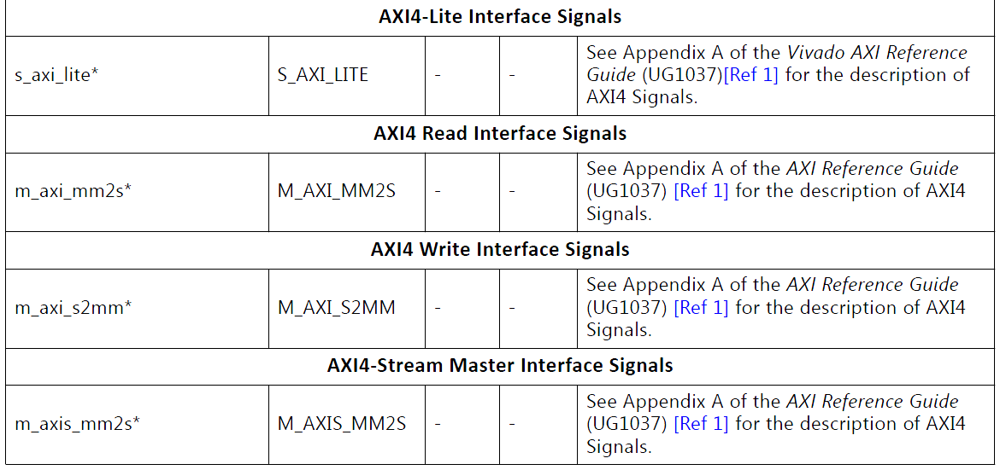 AXI4-Lite Interface Signals
s_axi_lite* S_AXI_LITE - - See Appendix A of the Vivado AXI Reference
Guide (UG1037)[Ref 1] for the description of
AXI4 Signals.
AXI4 Read Interface Signals
m_axi_mm2s* M_AXI_MM2S - - See Appendix A of the AXI Reference Guide
(UG1037) [Ref 1] for the description of AXI4
Signals.
AXI4 Write Interface Signals
m_axi_s2mm* M_AXI_S2MM - - See Appendix A of the AXI Reference Guide
(UG1037) [Ref 1] for the description of AXI4
Signals.
AXI4-Stream Master Interface Signals
m_axis_mm2s* M_AXIS_MM2S - - See Appendix A of the AXI Reference Guide
(UG1037) [Ref 1] for the description of AXI4
Signals.